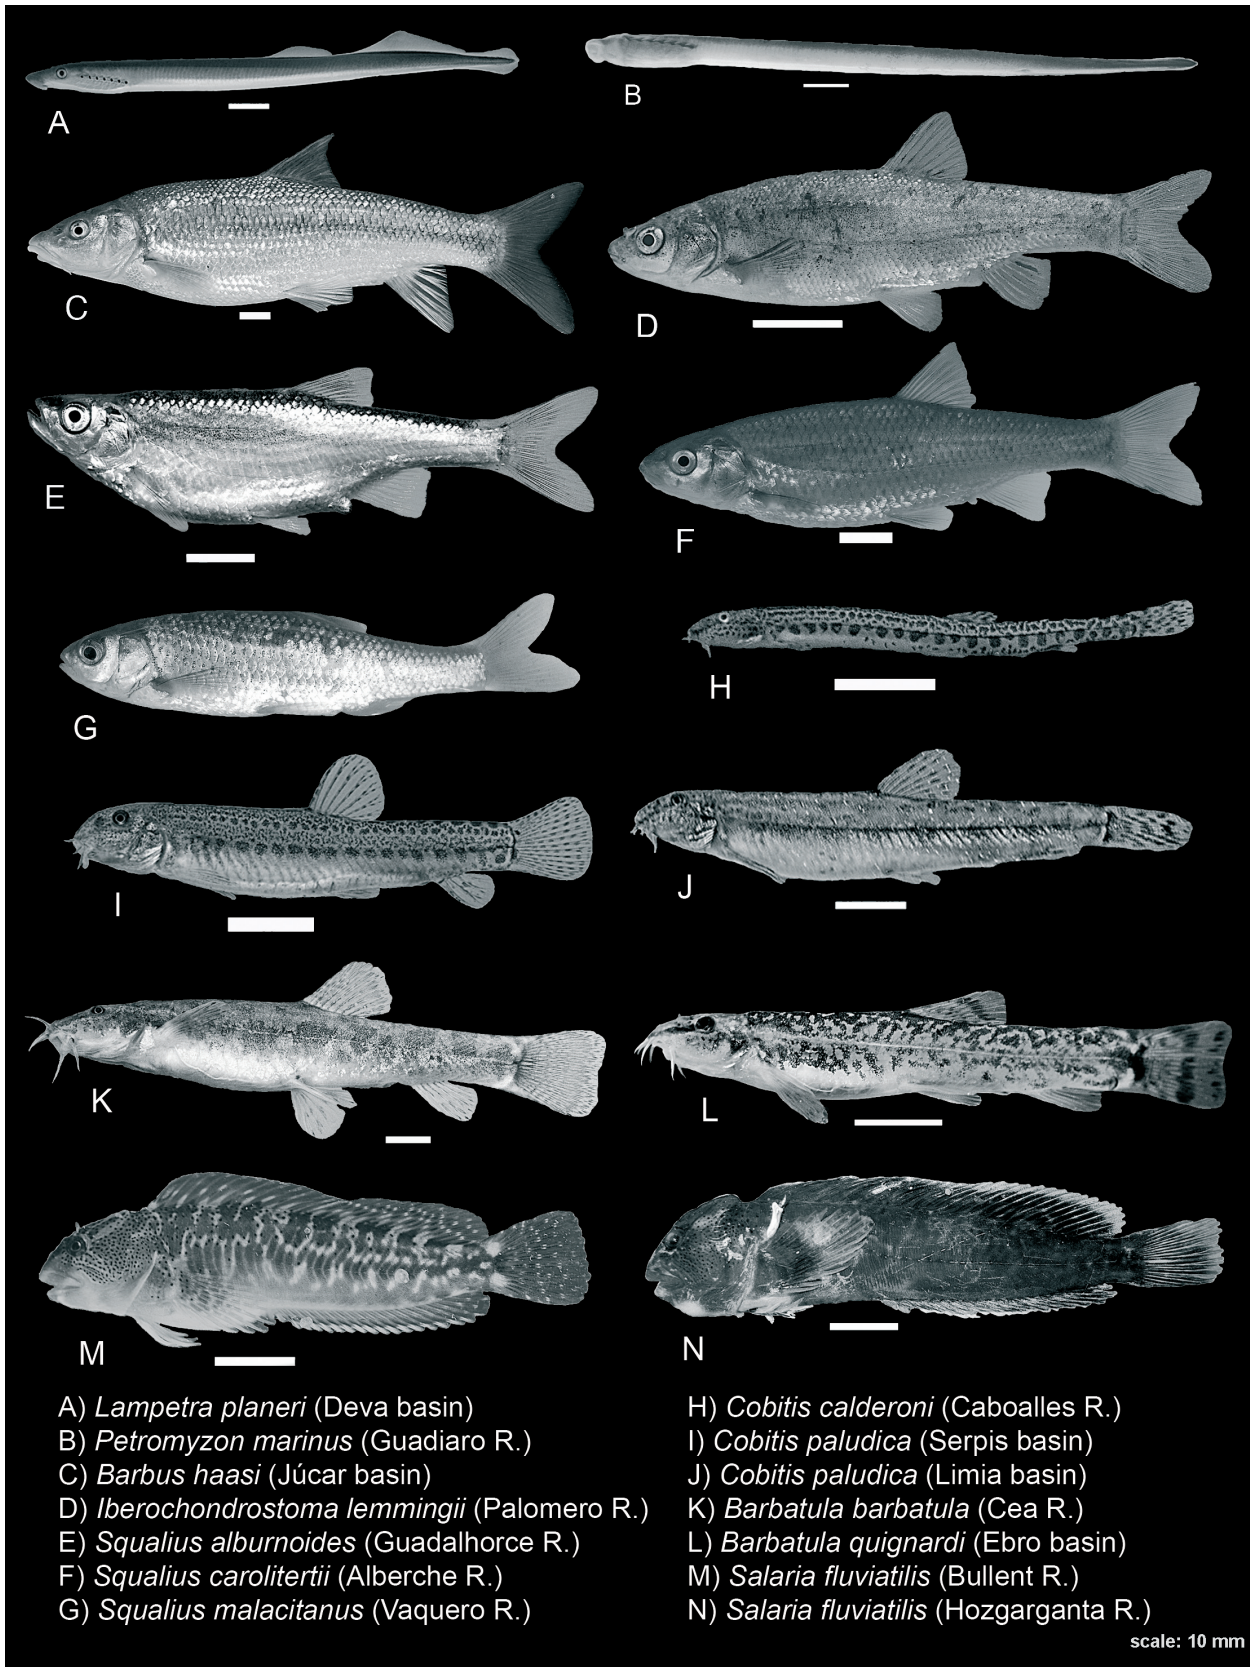 A
B
C
D
E
F
G
H
I
J
K
L
M
N
A) Lampetra planeri (Deva basin)
B) Petromyzon marinus (Guadiaro R.)
C) Barbus haasi (Júcar basin)
D) Iberochondrostoma lemmingii (Palomero R.)
E) Squalius alburnoides (Guadalhorce R.)
F) Squalius carolitertii (Alberche R.)
G) Squalius malacitanus (Vaquero R.)
H) Cobitis calderoni (Caboalles R.)
I) Cobitis paludica (Serpis basin)
J) Cobitis paludica (Limia basin)
K) Barbatula barbatula (Cea R.)
L) Barbatula quignardi (Ebro basin)
M) Salaria fluviatilis (Bullent R.)
N) Salaria fluviatilis (Hozgarganta R.)
scale: 10 mm